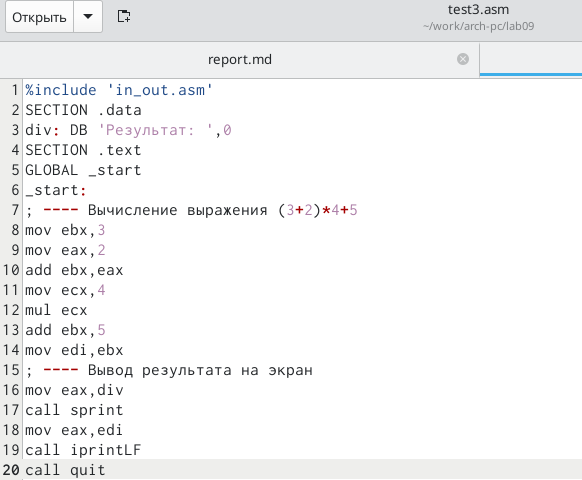 Открыть
test3.asm
~/work/arch-pc/lab09
report.md
1 %include 'in_out.asm'
2 SECTION .data
3 div: DB 'Результат: ',0
4 SECTION .text
5 GLOBAL _start
6 _start:
7 ; ---- Вычисление выражения (3+2)*4+5
8 mov ebx,3
9 mov eax,2
10 add ebx,eax
11 mov ecx,4
12 mul ecx
13 add ebx,5
14 mov edi,ebx
15 ; ---- Вывод результата на экран
16 mov eax,div
17 call sprint
18 mov eax,edi
19 call iprintLF
20 call quit